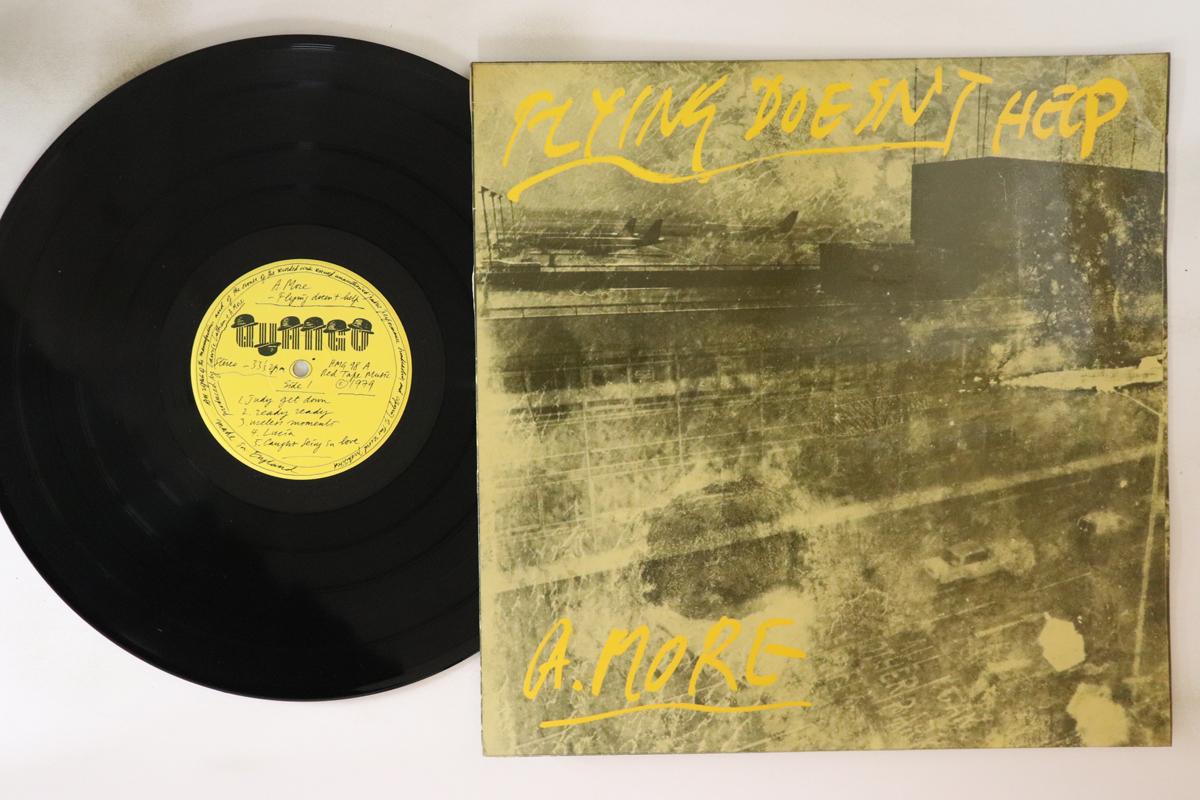 FLYING DOESN'T HELP
A. MORE
A More
- Flying doesn't help
QUANGO
Stereo - 33⅓ rpm
HMG 98 A
Red Tape Music
© 1979
Side 1
1. Judy get down
2. ready ready
3. useless moments
4. Lucia
5. Caught being in love
made in England